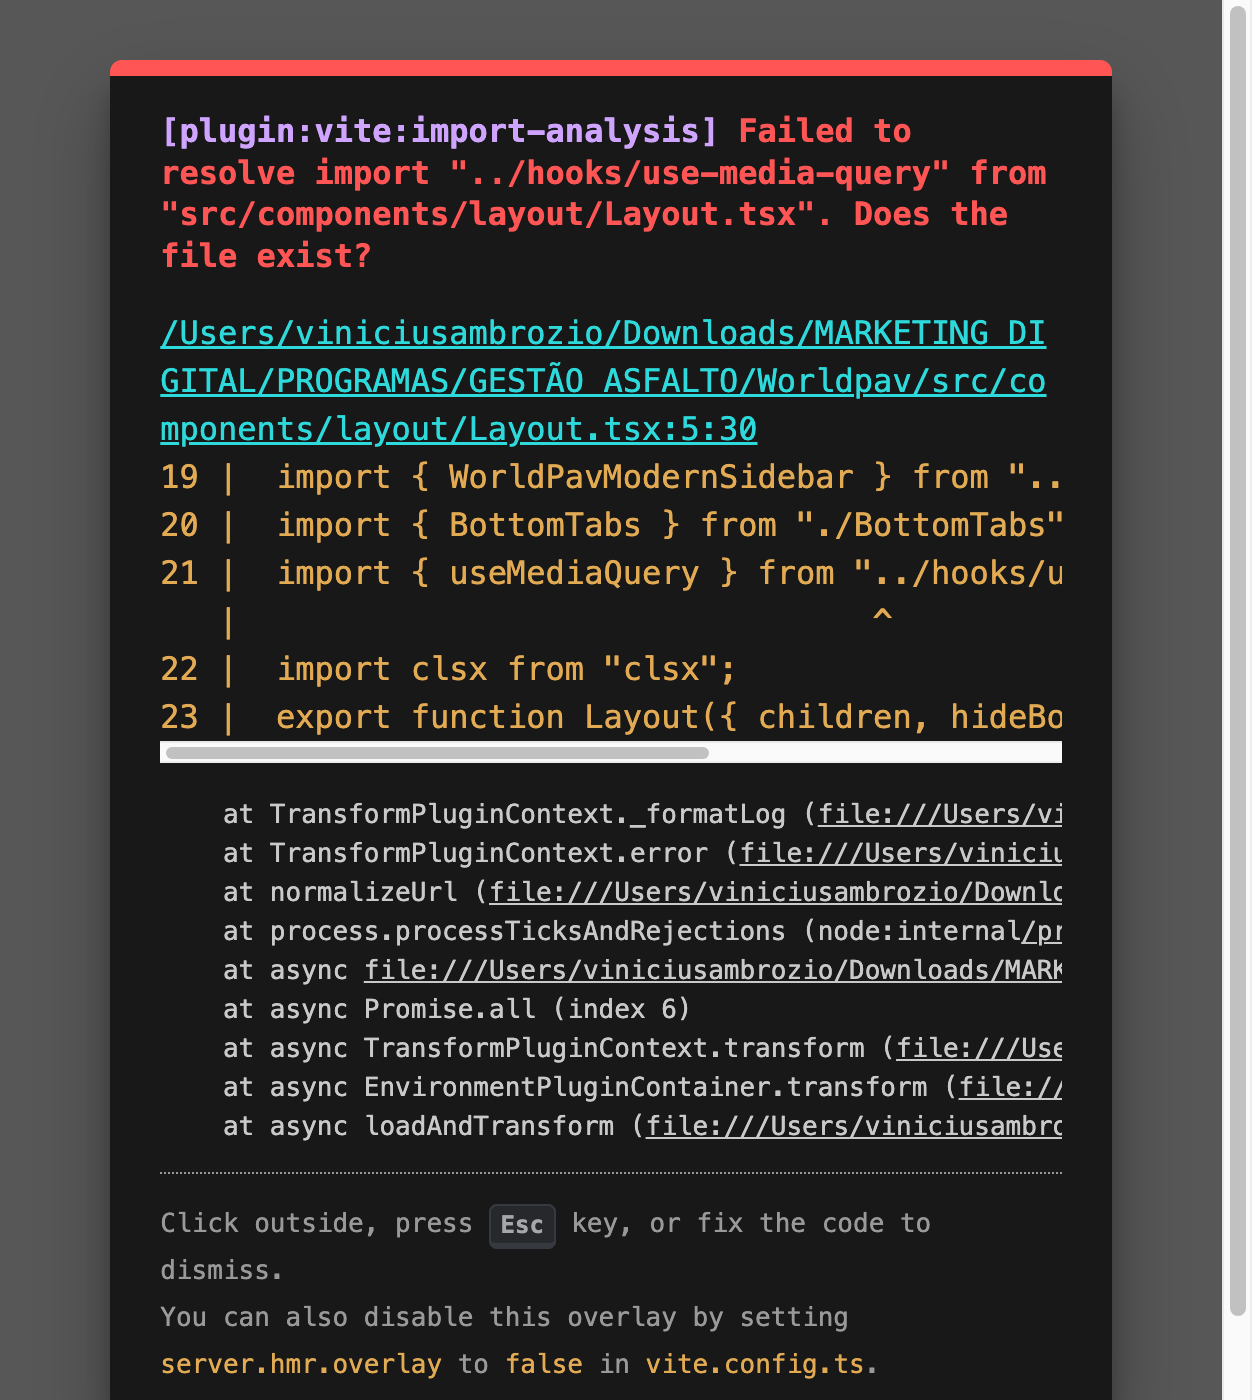 [plugin:vite:import-analysis] Failed to
resolve import "../hooks/use-media-query" from
"src/components/layout/Layout.tsx". Does the
file exist?
/Users/viniciusambrozio/Downloads/MARKETING DI
GITAL/PROGRAMAS/GESTÃO ASFALTO/Worldpav/src/co
mponents/layout/Layout.tsx:5:30
19 |  import { WorldPavModernSidebar } from "..
20 |  import { BottomTabs } from "./BottomTabs"
21 |  import { useMediaQuery } from "../hooks/u
   |                                 ^
22 |  import clsx from "clsx";
23 |  export function Layout({ children, hideBo
at TransformPluginContext._formatLog (file:///Users/vi
at TransformPluginContext.error (file:///Users/viniciu
at normalizeUrl (file:///Users/viniciusambrozio/Downlo
at process.processTicksAndRejections (node:internal/pr
at async file:///Users/viniciusambrozio/Downloads/MARK
at async Promise.all (index 6)
at async TransformPluginContext.transform (file:///Use
at async EnvironmentPluginContainer.transform (file://
at async loadAndTransform (file:///Users/viniciusambro
Click outside, press Esc key, or fix the code to
dismiss.
You can also disable this overlay by setting
server.hmr.overlay to false in vite.config.ts.